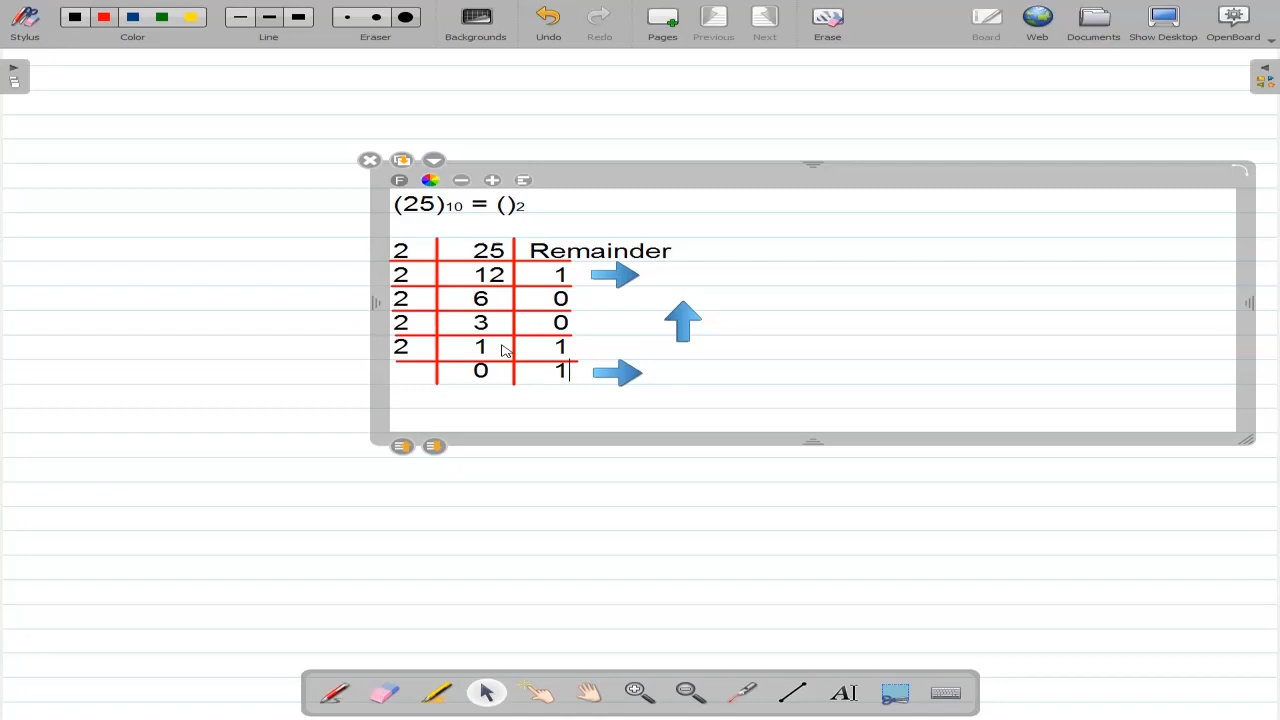 Stylus Color Line Eraser Backgrounds Undo Redo Pages Previous Next Erase Board Web Documents Show Desktop OpenBoard
F
(25)10 = ()2
2 25 Remainder
2 12 1
2 6 0
2 3 0
2 1 1
0 1
AI